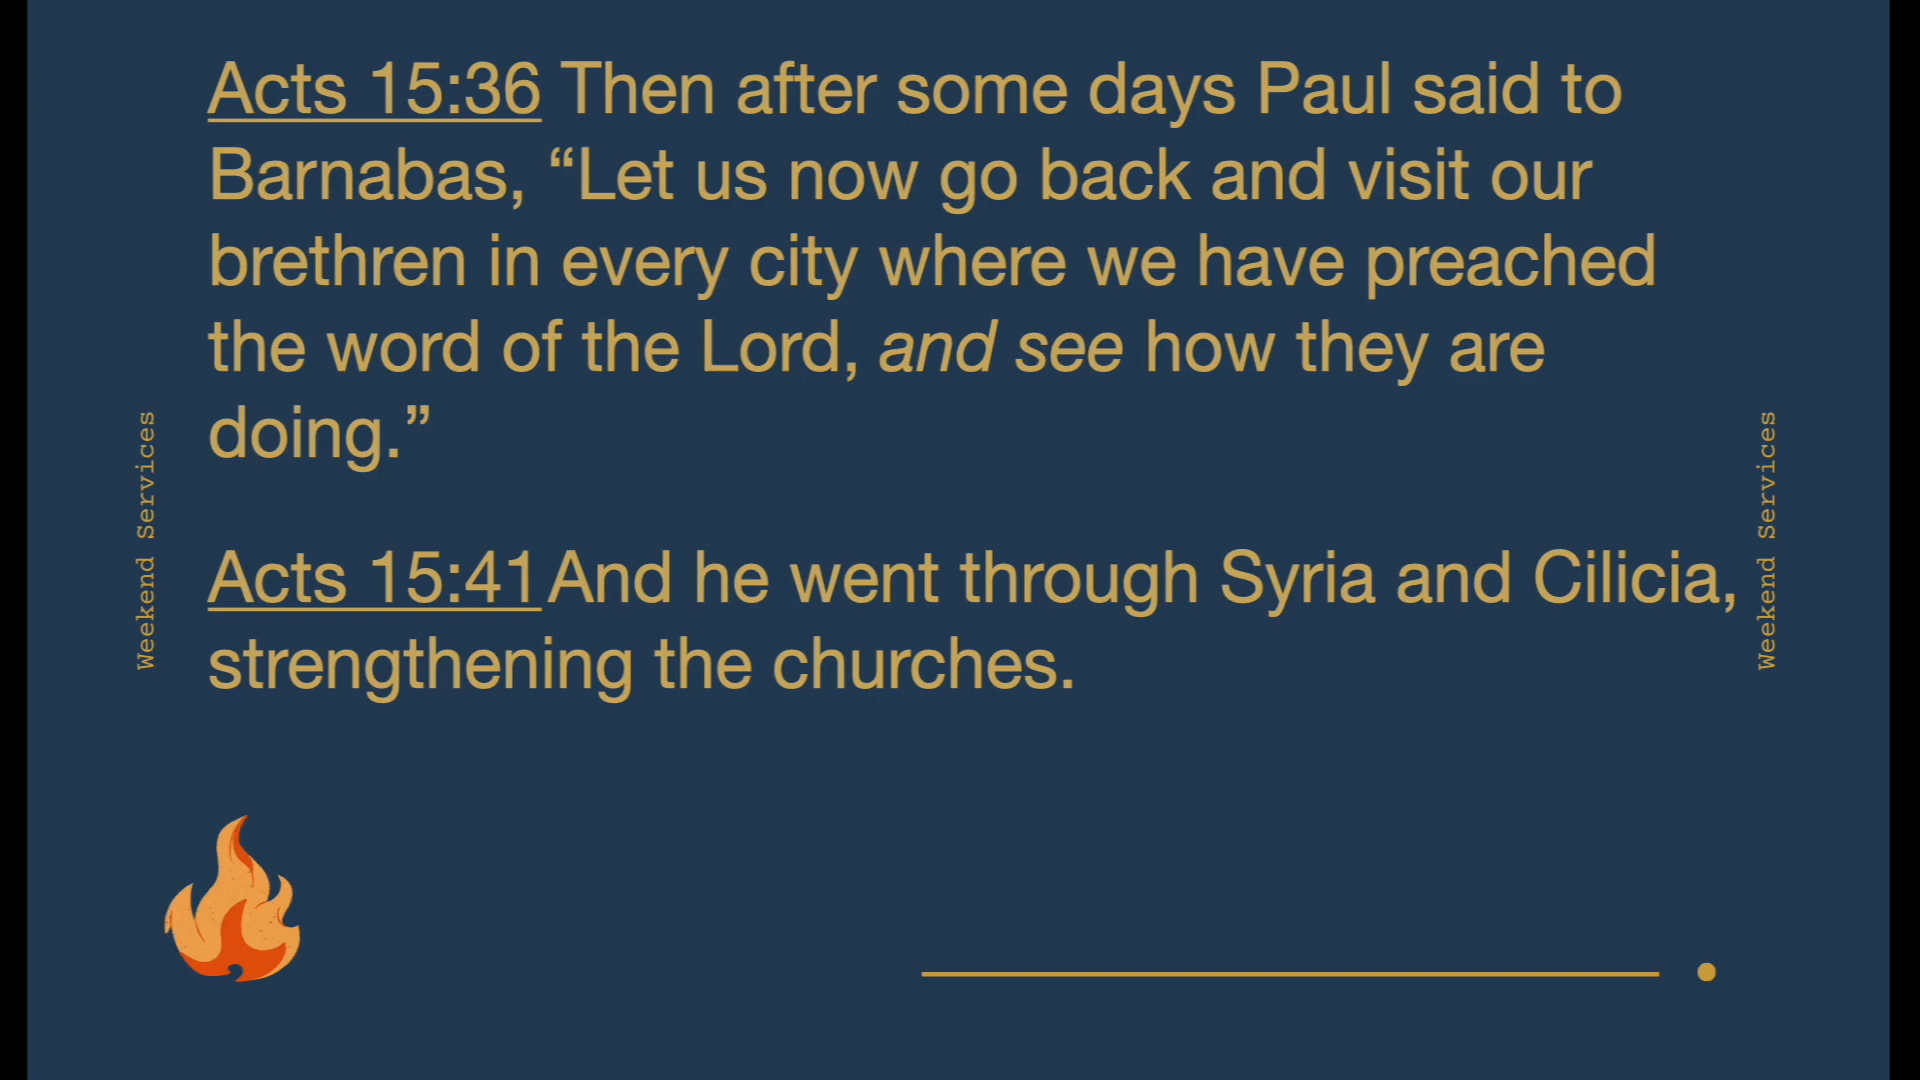 Acts 15:36 Then after some days Paul said to
Barnabas, “Let us now go back and visit our
brethren in every city where we have preached
the word of the Lord, and see how they are
doing.”
Acts 15:41 And he went through Syria and Cilicia,
strengthening the churches.
Weekend Services
Weekend Services